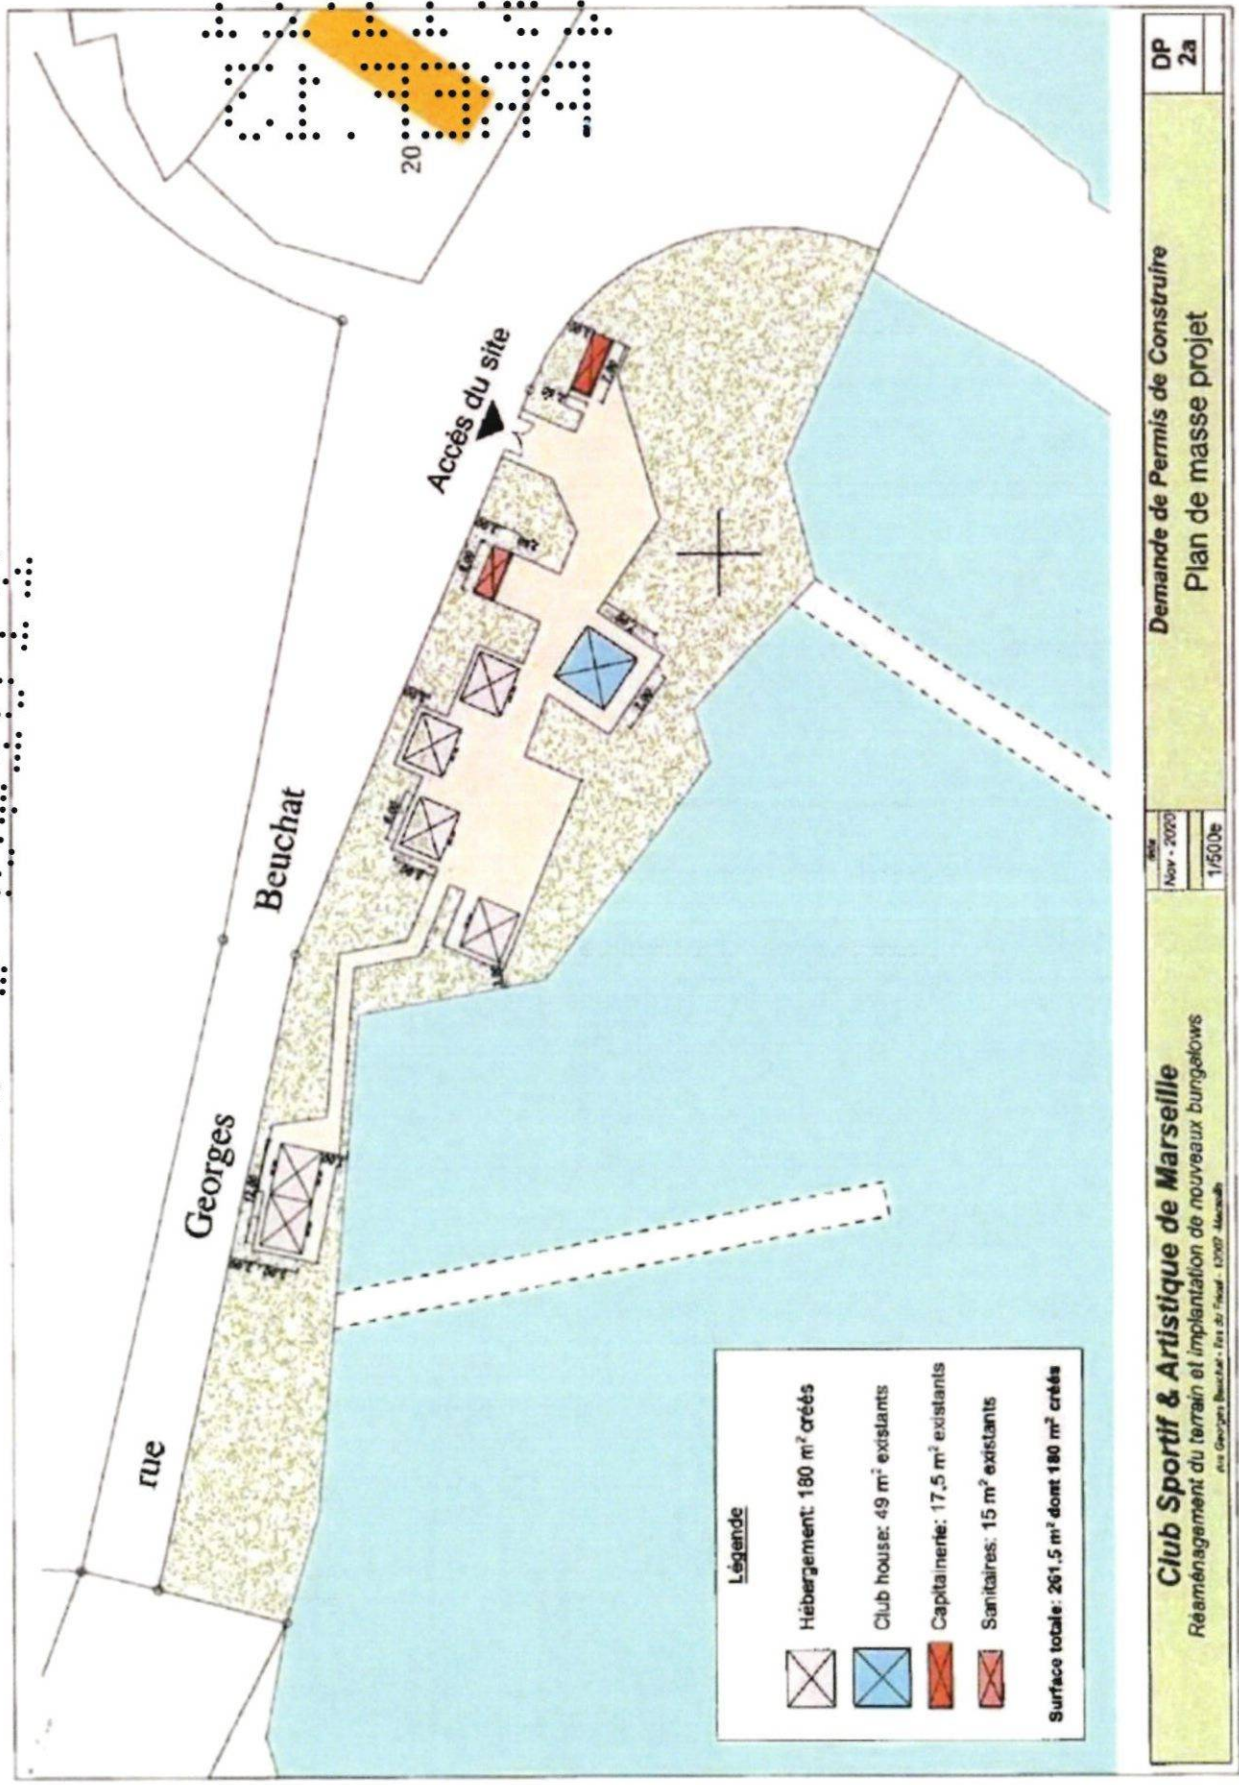 rue
Georges
Beuchat
Accès du site
20
Légende
Hébergement: 180 m² créés
Club house: 49 m² existants
Capitainerie: 17,5 m² existants
Sanitaires: 15 m² existants
Surface totale: 261,5 m² dont 180 m² créés
Club Sportif & Artistique de Marseille
Réaménagement du terrain et implantation de nouveaux bungalows
date
Nov - 2020
1/500e
Demande de Permis de Construire
Plan de masse projet
DP
2a